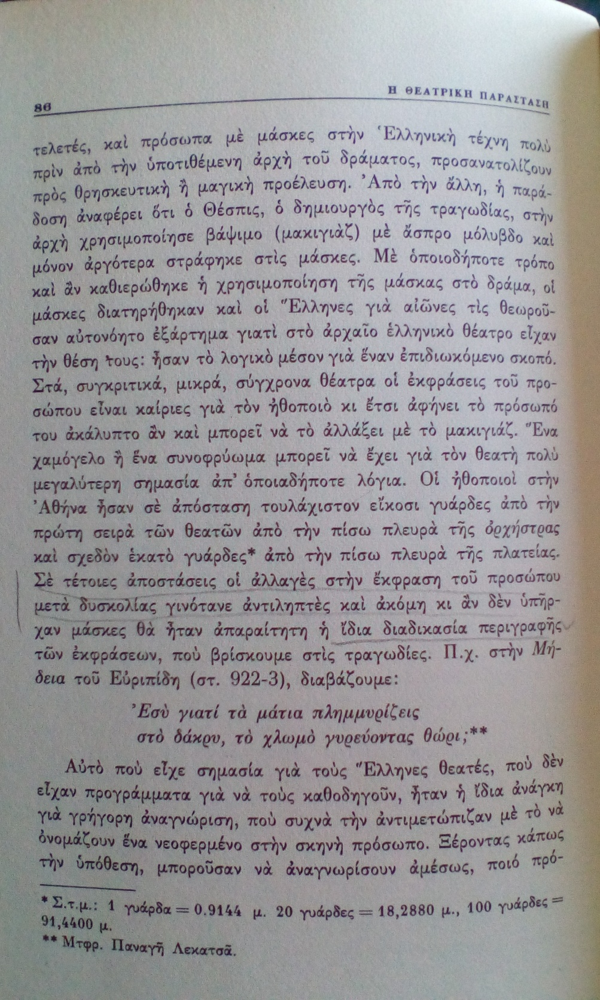 86
Η ΘΕΑΤΡΙΚΗ ΠΑΡΑΣΤΑΣΗ
τελετές, καὶ πρόσωπα μὲ μάσκες στὴν Ἑλληνικὴ τέχνη πολὺ
πρὶν ἀπὸ τὴν ὑποτιθέμενη ἀρχὴ τοῦ δράματος, προσανατολίζουν
πρὸς θρησκευτικὴ ἢ μαγικὴ προέλευση. Ἀπὸ τὴν ἄλλη, ἡ παρά-
δοση ἀναφέρει ὅτι ὁ Θέσπις, ὁ δημιουργὸς τῆς τραγωδίας, στὴν
ἀρχὴ χρησιμοποίησε βάψιμο (μακιγιὰζ) μὲ ἄσπρο μόλυβδο καὶ
μόνον ἀργότερα στράφηκε στὶς μάσκες. Μὲ ὁποιοδήποτε τρόπο
καὶ ἂν καθιερώθηκε ἡ χρησιμοποίηση τῆς μάσκας στὸ δράμα, οἱ
μάσκες διατηρήθηκαν καὶ οἱ Ἕλληνες γιὰ αἰῶνες τὶς θεωροῦ-
σαν αὐτονόητο ἐξάρτημα γιατὶ στὸ ἀρχαῖο ἑλληνικὸ θέατρο εἶχαν
τὴν θέση τους: ἦσαν τὸ λογικὸ μέσον γιὰ ἕναν ἐπιδιωκόμενο σκοπό.
Στά, συγκριτικά, μικρά, σύγχρονα θέατρα οἱ ἐκφράσεις τοῦ προ-
σώπου εἶναι καίριες γιὰ τὸν ἠθοποιὸ κι ἔτσι ἀφήνει τὸ πρόσωπό
του ἀκάλυπτο ἂν καὶ μπορεῖ νὰ τὸ ἀλλάξει μὲ τὸ μακιγιάζ. Ἕνα
χαμόγελο ἢ ἕνα συνοφρύωμα μπορεῖ νὰ ἔχει γιὰ τὸν θεατὴ πολὺ
μεγαλύτερη σημασία ἀπ' ὁποιαδήποτε λόγια. Οἱ ἠθοποιοὶ στὴν
Ἀθήνα ἦσαν σὲ ἀπόσταση τουλάχιστον εἴκοσι γυάρδες ἀπὸ τὴν
πρώτη σειρὰ τῶν θεατῶν ἀπὸ τὴν πίσω πλευρὰ τῆς ὀρχήστρας
καὶ σχεδὸν ἑκατὸ γυάρδες* ἀπὸ τὴν πίσω πλευρὰ τῆς πλατείας.
Σὲ τέτοιες ἀποστάσεις οἱ ἀλλαγὲς στὴν ἔκφραση τοῦ προσώπου
μετὰ δυσκολίας γινότανε ἀντιληπτὲς καὶ ἀκόμη κι ἂν δὲν ὑπῆρ-
χαν μάσκες θὰ ἦταν ἀπαραίτητη ἡ ἴδια διαδικασία περιγραφῆς
τῶν ἐκφράσεων, ποὺ βρίσκουμε στὶς τραγωδίες. Π.χ. στὴν Μή-
δεια τοῦ Εὐριπίδη (στ. 922-3), διαβάζουμε:
Ἐσὺ γιατί τὰ μάτια πλημμυρίζεις
στὸ δάκρυ, τὸ χλωμὸ γυρεύοντας θώρι;**
Αὐτὸ ποὺ εἶχε σημασία γιὰ τοὺς Ἕλληνες θεατές, ποὺ δὲν
εἶχαν προγράμματα γιὰ νὰ τοὺς καθοδηγοῦν, ἦταν ἡ ἴδια ἀνάγκη
γιὰ γρήγορη ἀναγνώριση, ποὺ συχνὰ τὴν ἀντιμετώπιζαν μὲ τὸ νὰ
ὀνομάζουν ἕνα νεοφερμένο στὴν σκηνὴ πρόσωπο. Ξέροντας κάπως
τὴν ὑπόθεση, μποροῦσαν νὰ ἀναγνωρίσουν ἀμέσως, ποιό πρό-
* Σ.τ.μ.: 1 γυάρδα = 0.9144 μ. 20 γυάρδες = 18,2880 μ., 100 γυάρδες =
91,4400 μ.
** Μτφρ. Παναγῆ Λεκατσᾶ.